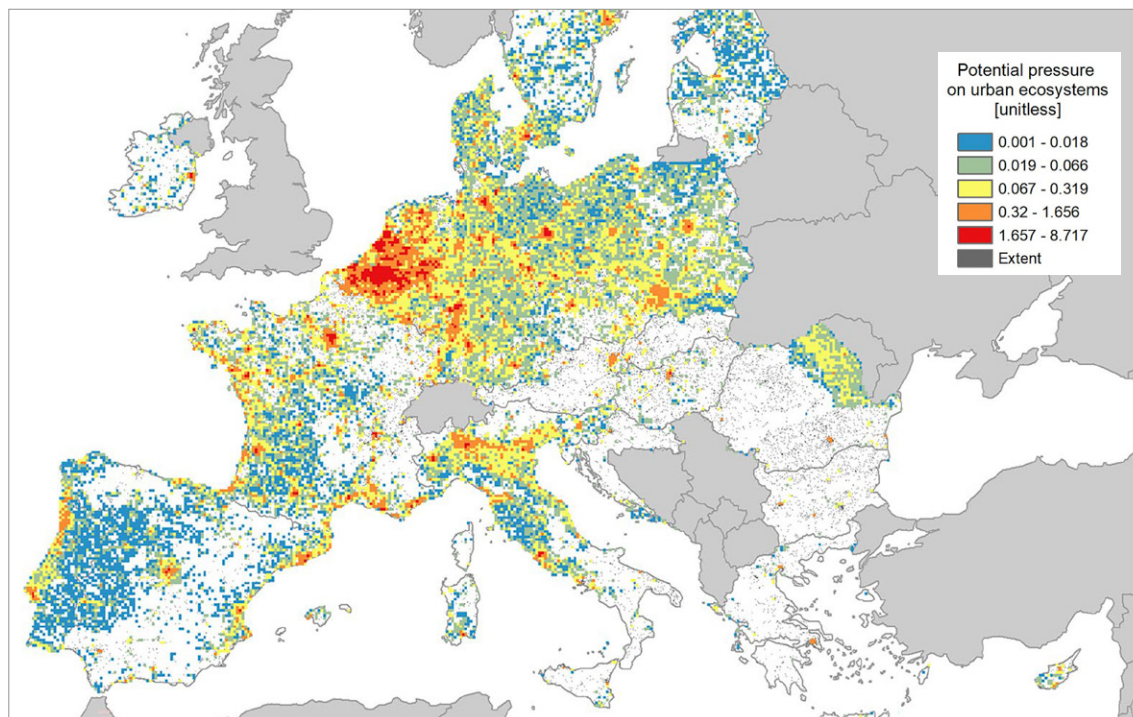 Potential pressure
on urban ecosystems
[unitless]
0.001 - 0.018
0.019 - 0.066
0.067 - 0.319
0.32 - 1.656
1.657 - 8.717
Extent